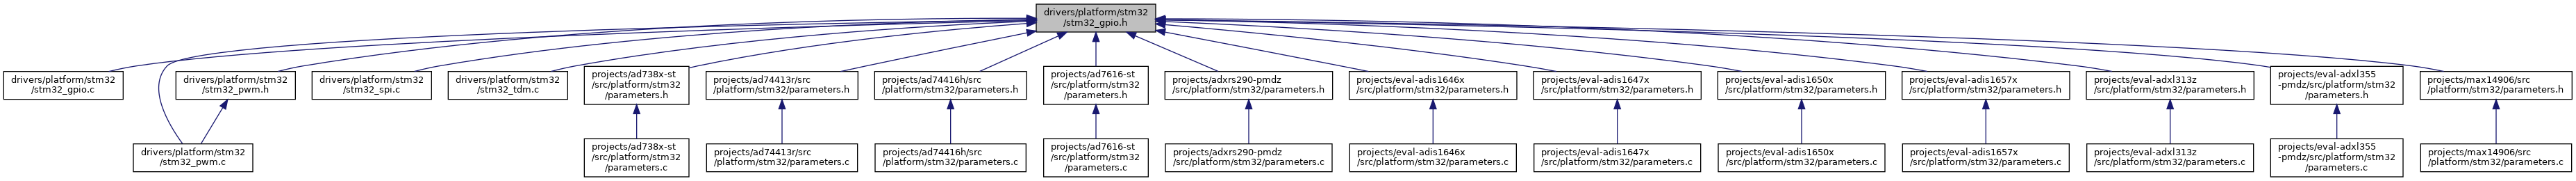 drivers/platform/stm32
/stm32_gpio.h
drivers/platform/stm32
/stm32_gpio.c
drivers/platform/stm32
/stm32_pwm.h
drivers/platform/stm32
/stm32_spi.c
drivers/platform/stm32
/stm32_tdm.c
projects/ad738x-st
/src/platform/stm32
/parameters.h
projects/ad74413r/src
/platform/stm32/parameters.h
projects/ad74416h/src
/platform/stm32/parameters.h
projects/ad7616-st
/src/platform/stm32
/parameters.h
projects/adxrs290-pmdz
/src/platform/stm32/parameters.h
projects/eval-adis1646x
/src/platform/stm32/parameters.h
projects/eval-adis1647x
/src/platform/stm32/parameters.h
projects/eval-adis1650x
/src/platform/stm32/parameters.h
projects/eval-adis1657x
/src/platform/stm32/parameters.h
projects/eval-adxl313z
/src/platform/stm32/parameters.h
projects/eval-adxl355
-pmdz/src/platform/stm32
/parameters.h
projects/max14906/src
/platform/stm32/parameters.h
drivers/platform/stm32
/stm32_pwm.c
projects/ad738x-st
/src/platform/stm32
/parameters.c
projects/ad74413r/src
/platform/stm32/parameters.c
projects/ad74416h/src
/platform/stm32/parameters.c
projects/ad7616-st
/src/platform/stm32
/parameters.c
projects/adxrs290-pmdz
/src/platform/stm32/parameters.c
projects/eval-adis1646x
/src/platform/stm32/parameters.c
projects/eval-adis1647x
/src/platform/stm32/parameters.c
projects/eval-adis1650x
/src/platform/stm32/parameters.c
projects/eval-adis1657x
/src/platform/stm32/parameters.c
projects/eval-adxl313z
/src/platform/stm32/parameters.c
projects/eval-adxl355
-pmdz/src/platform/stm32
/parameters.c
projects/max14906/src
/platform/stm32/parameters.c